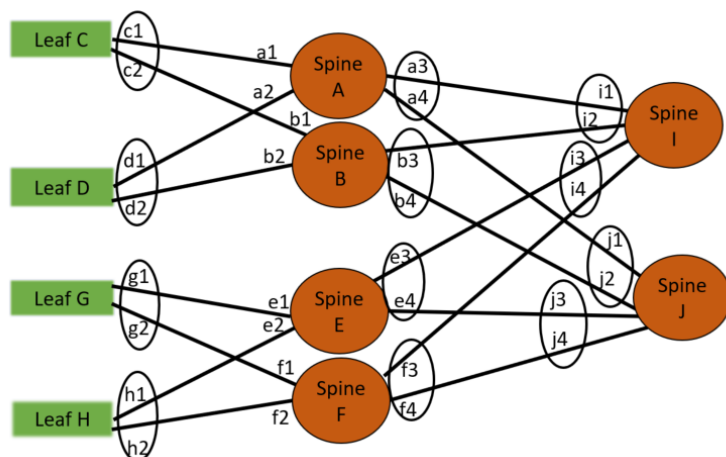 Leaf C
c1
c2
a1
a2
b1
b2
Spine
A
Spine
B
a3
a4
b3
b4
i1
i2
i3
i4
Spine
I
Leaf D
d1
d2
Leaf G
g1
g2
e1
e2
f1
f2
Spine
E
Spine
F
e3
e4
f3
f4
j1
j2
j3
j4
Spine
J
Leaf H
h1
h2